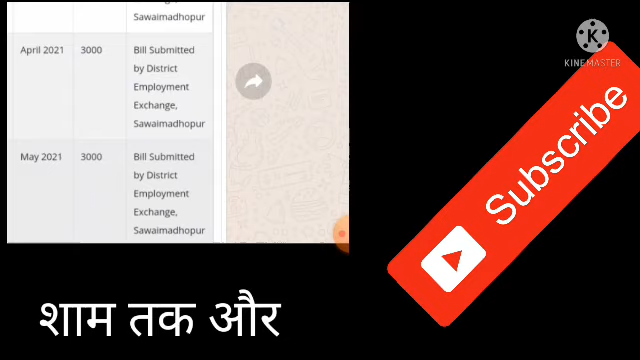 Sawaimadhopur
April 2021 3000 Bill Submitted
by District
Employment
Exchange,
Sawaimadhopur
May 2021 3000 Bill Submitted
by District
Employment
Exchange,
Sawaimadhopur
KINEMASTER
Subscribe
शाम तक और